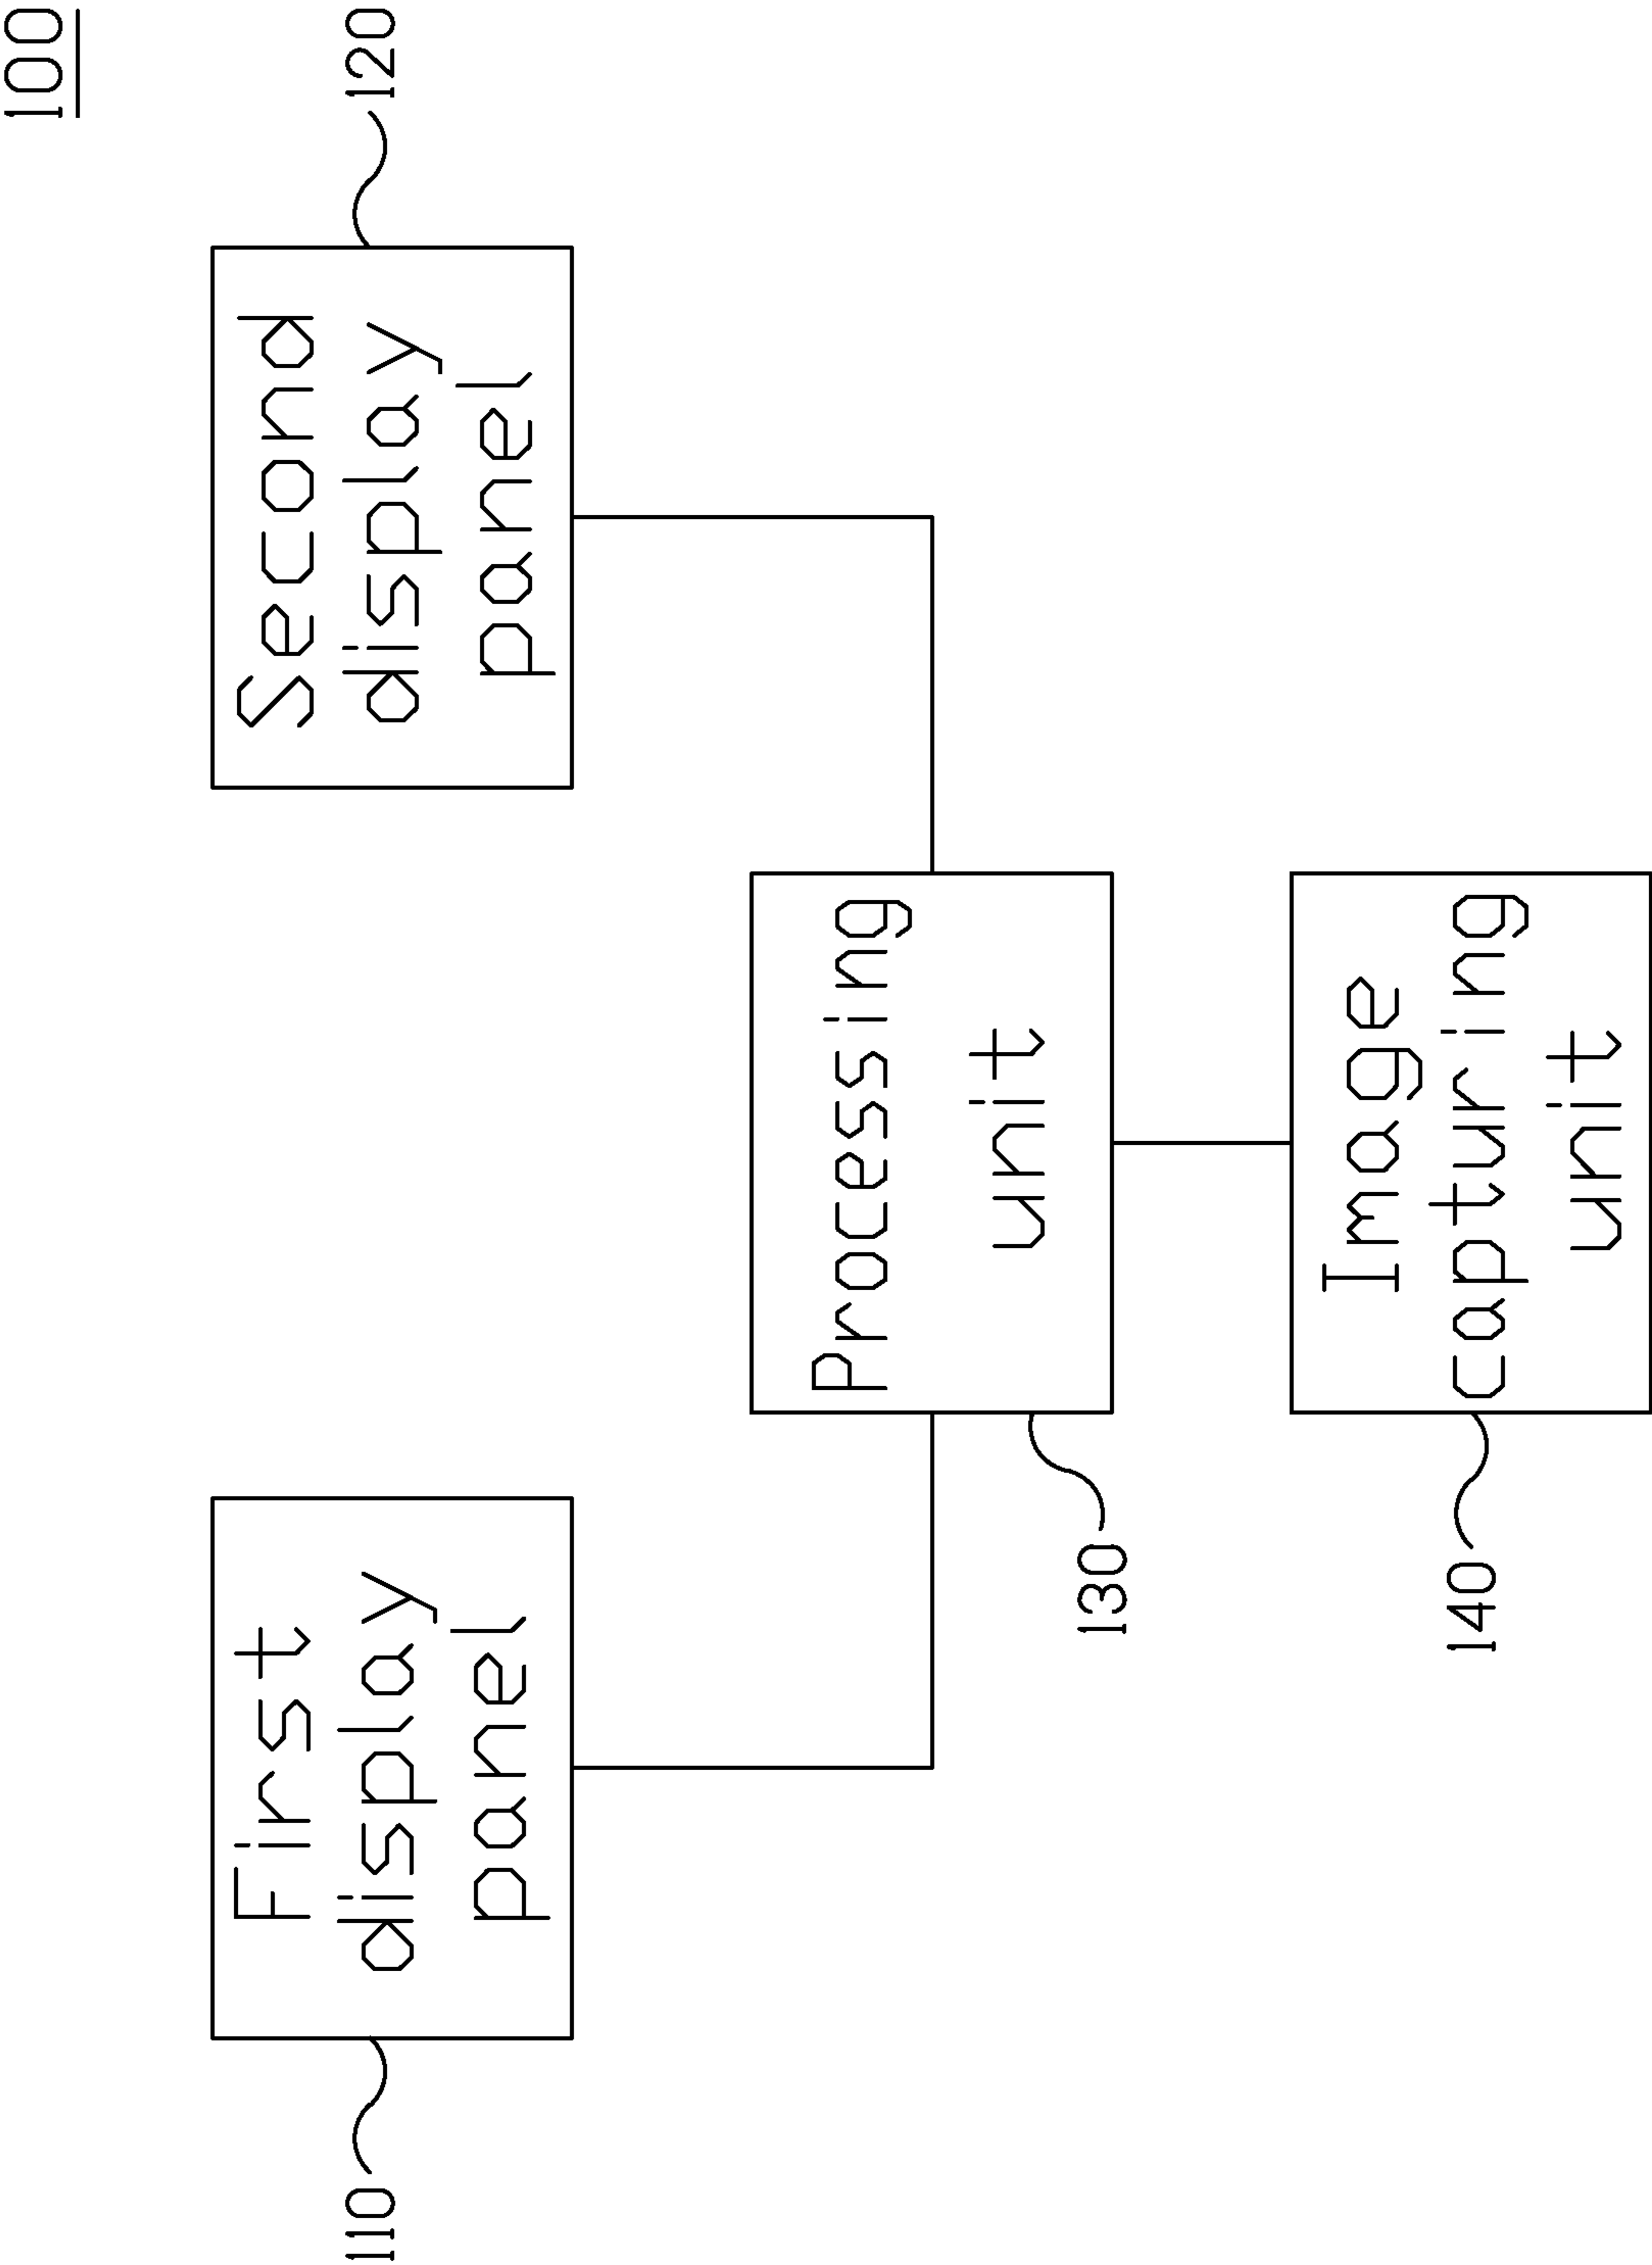 100
First
display
panel
110
Second
display
panel
120
Processing
unit
130
Image
capturing
unit
140